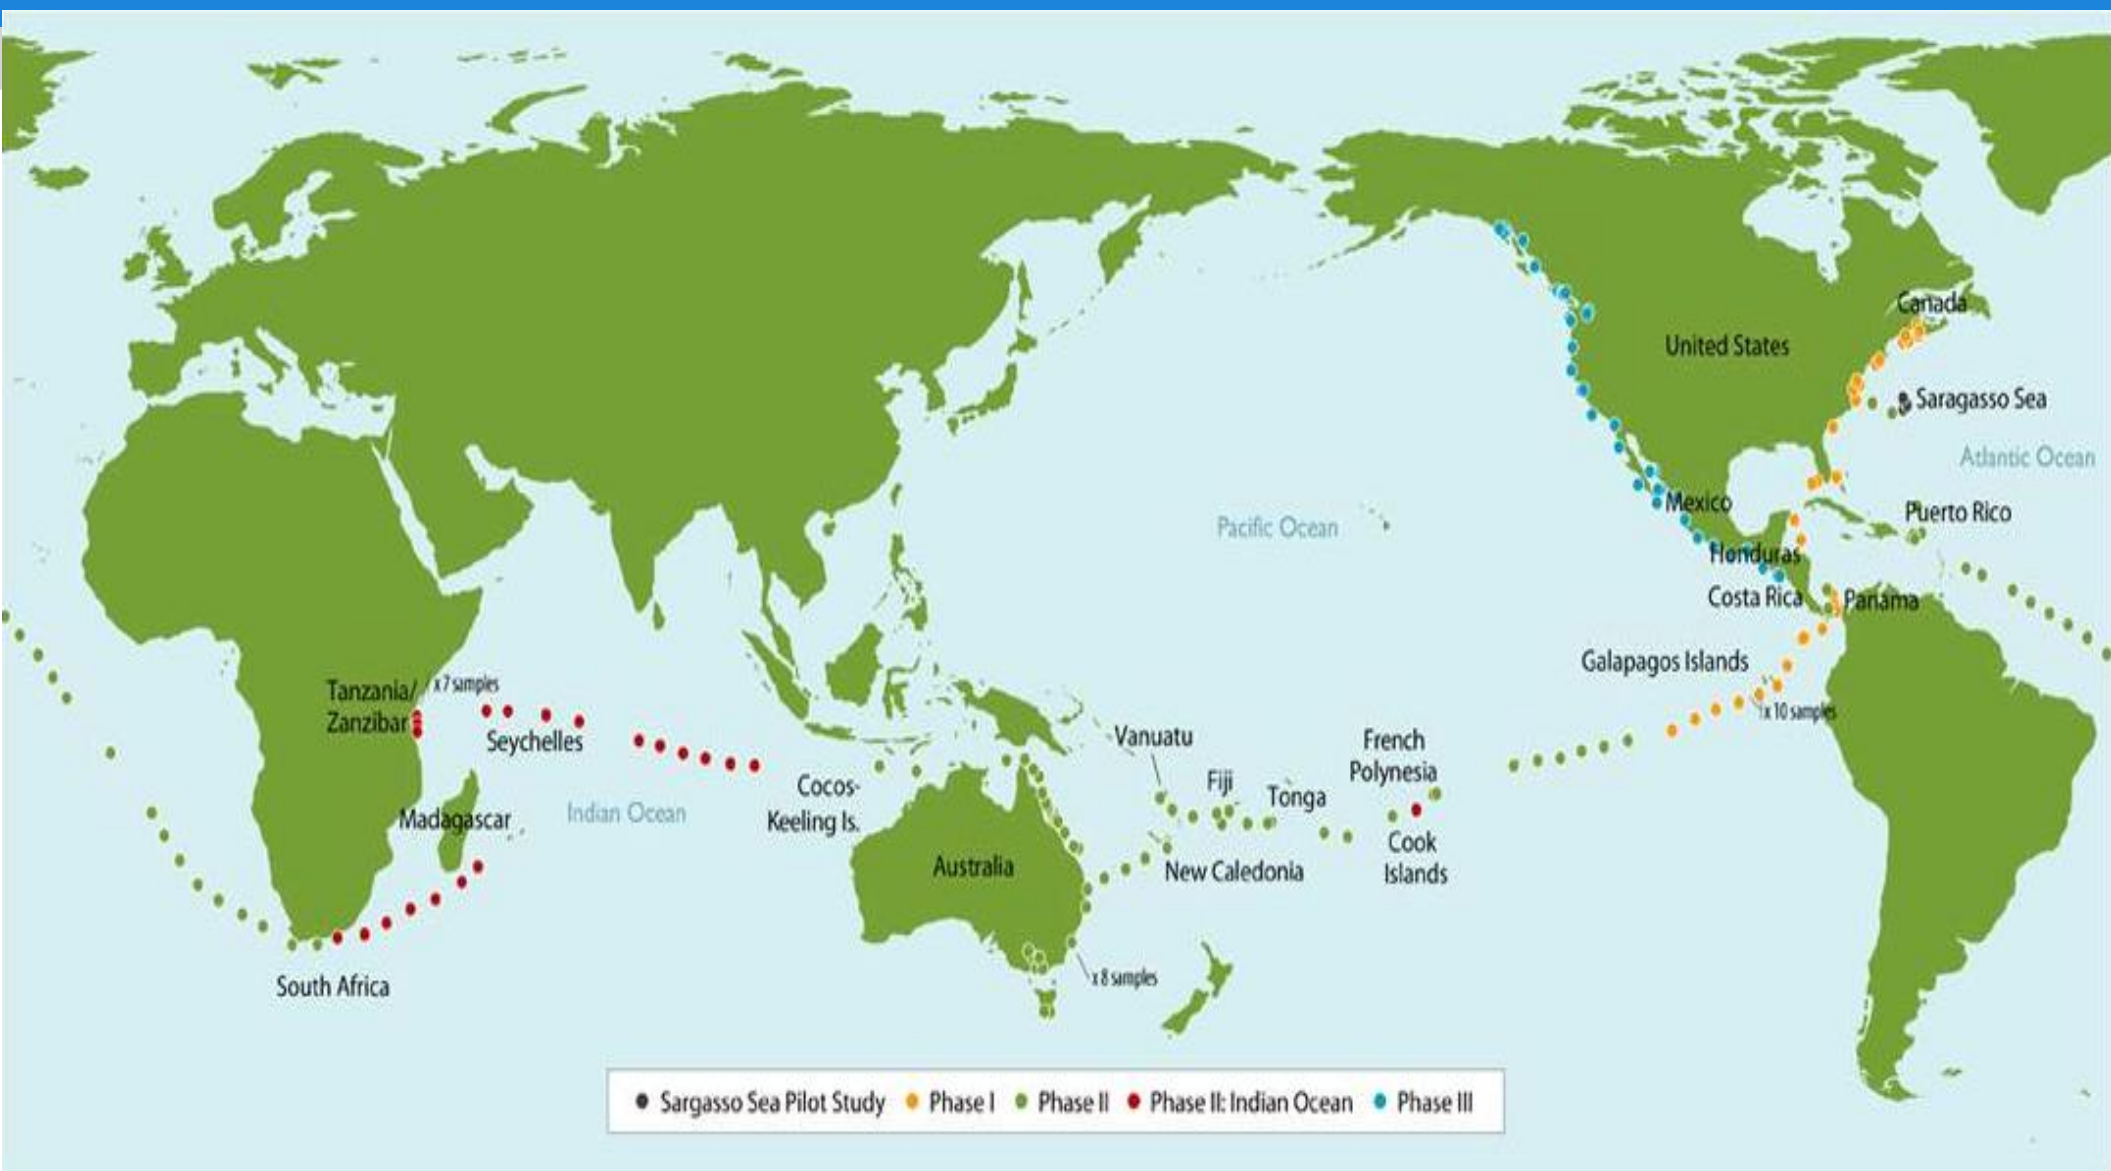 Canada
United States
Saragasso Sea
Atlantic Ocean
Mexico
Puerto Rico
Pacific Ocean
Honduras
Costa Rica
Panama
Galapagos Islands
x 10 samples
Tanzania/
Zanzibar
x 7 samples
Seychelles
Madagascar
Indian Ocean
Cocos-
Keeling Is.
Vanuatu
Fiji
Tonga
French
Polynesia
Cook
Islands
New Caledonia
Australia
x 8 samples
South Africa
Sargasso Sea Pilot Study Phase I Phase II Phase II: Indian Ocean Phase III